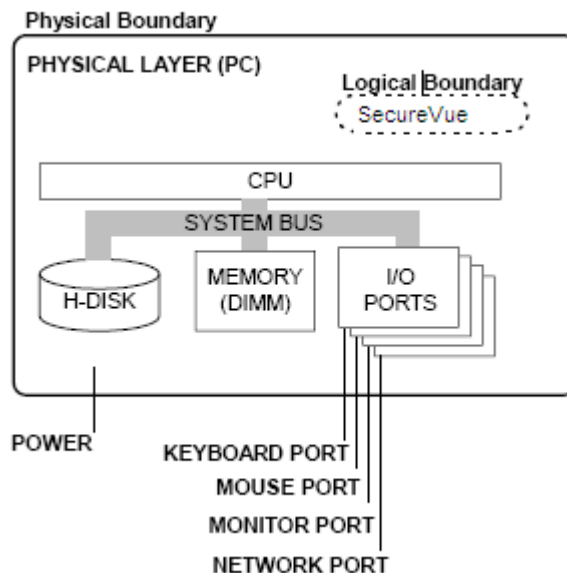 Physical Boundary
PHYSICAL LAYER (PC)
Logical Boundary
SecureVue
CPU
SYSTEM BUS
H-DISK
MEMORY
(DIMM)
I/O
PORTS
POWER
KEYBOARD PORT
MOUSE PORT
MONITOR PORT
NETWORK PORT